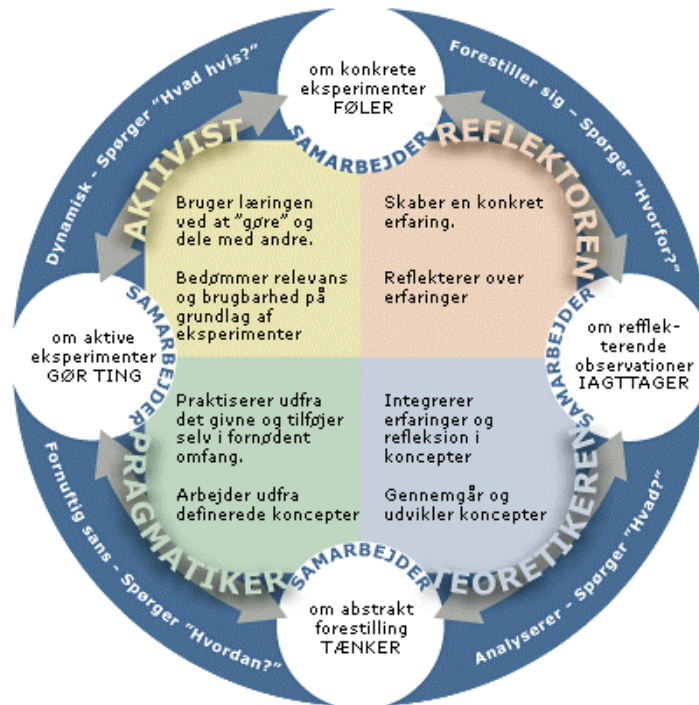 om konkrete
eksperimenter
FØLER
SAMARBEJDER
Dynamisk - Spørger "Hvad hvis?"
Forestiller sig – Spørger "Hvorfor?"
AKTIVIST
REFLEKTOREN
Bruger læringen
ved at "gøre" og
dele med andre.
Bedømmer relevans
og brugbarhed på
grundlag af
eksperimenter
Skaber en konkret
erfaring.
Reflekterer over
erfaringer
SAMARBEJDER
om aktive
eksperimenter
GØR TING
SAMARBEJDER
SAMARBEJDER
om refflek-
terende
observationer
IAGTTAGER
SAMARBEJDER
Praktiserer udfra
det givne og tilføjer
selv i fornødent
omfang.
Arbejder udfra
definerede koncepter
Integrerer
erfaringer og
refleksion i
koncepter
Gennemgår og
udvikler koncepter
PRAGMATIKER
TEORETIKEREN
Fornuftig sans - Spørger "Hvordan?"
Analyserer - Spørger "Hvad?"
SAMARBEJDER
om abstrakt
forestilling
TÆNKER